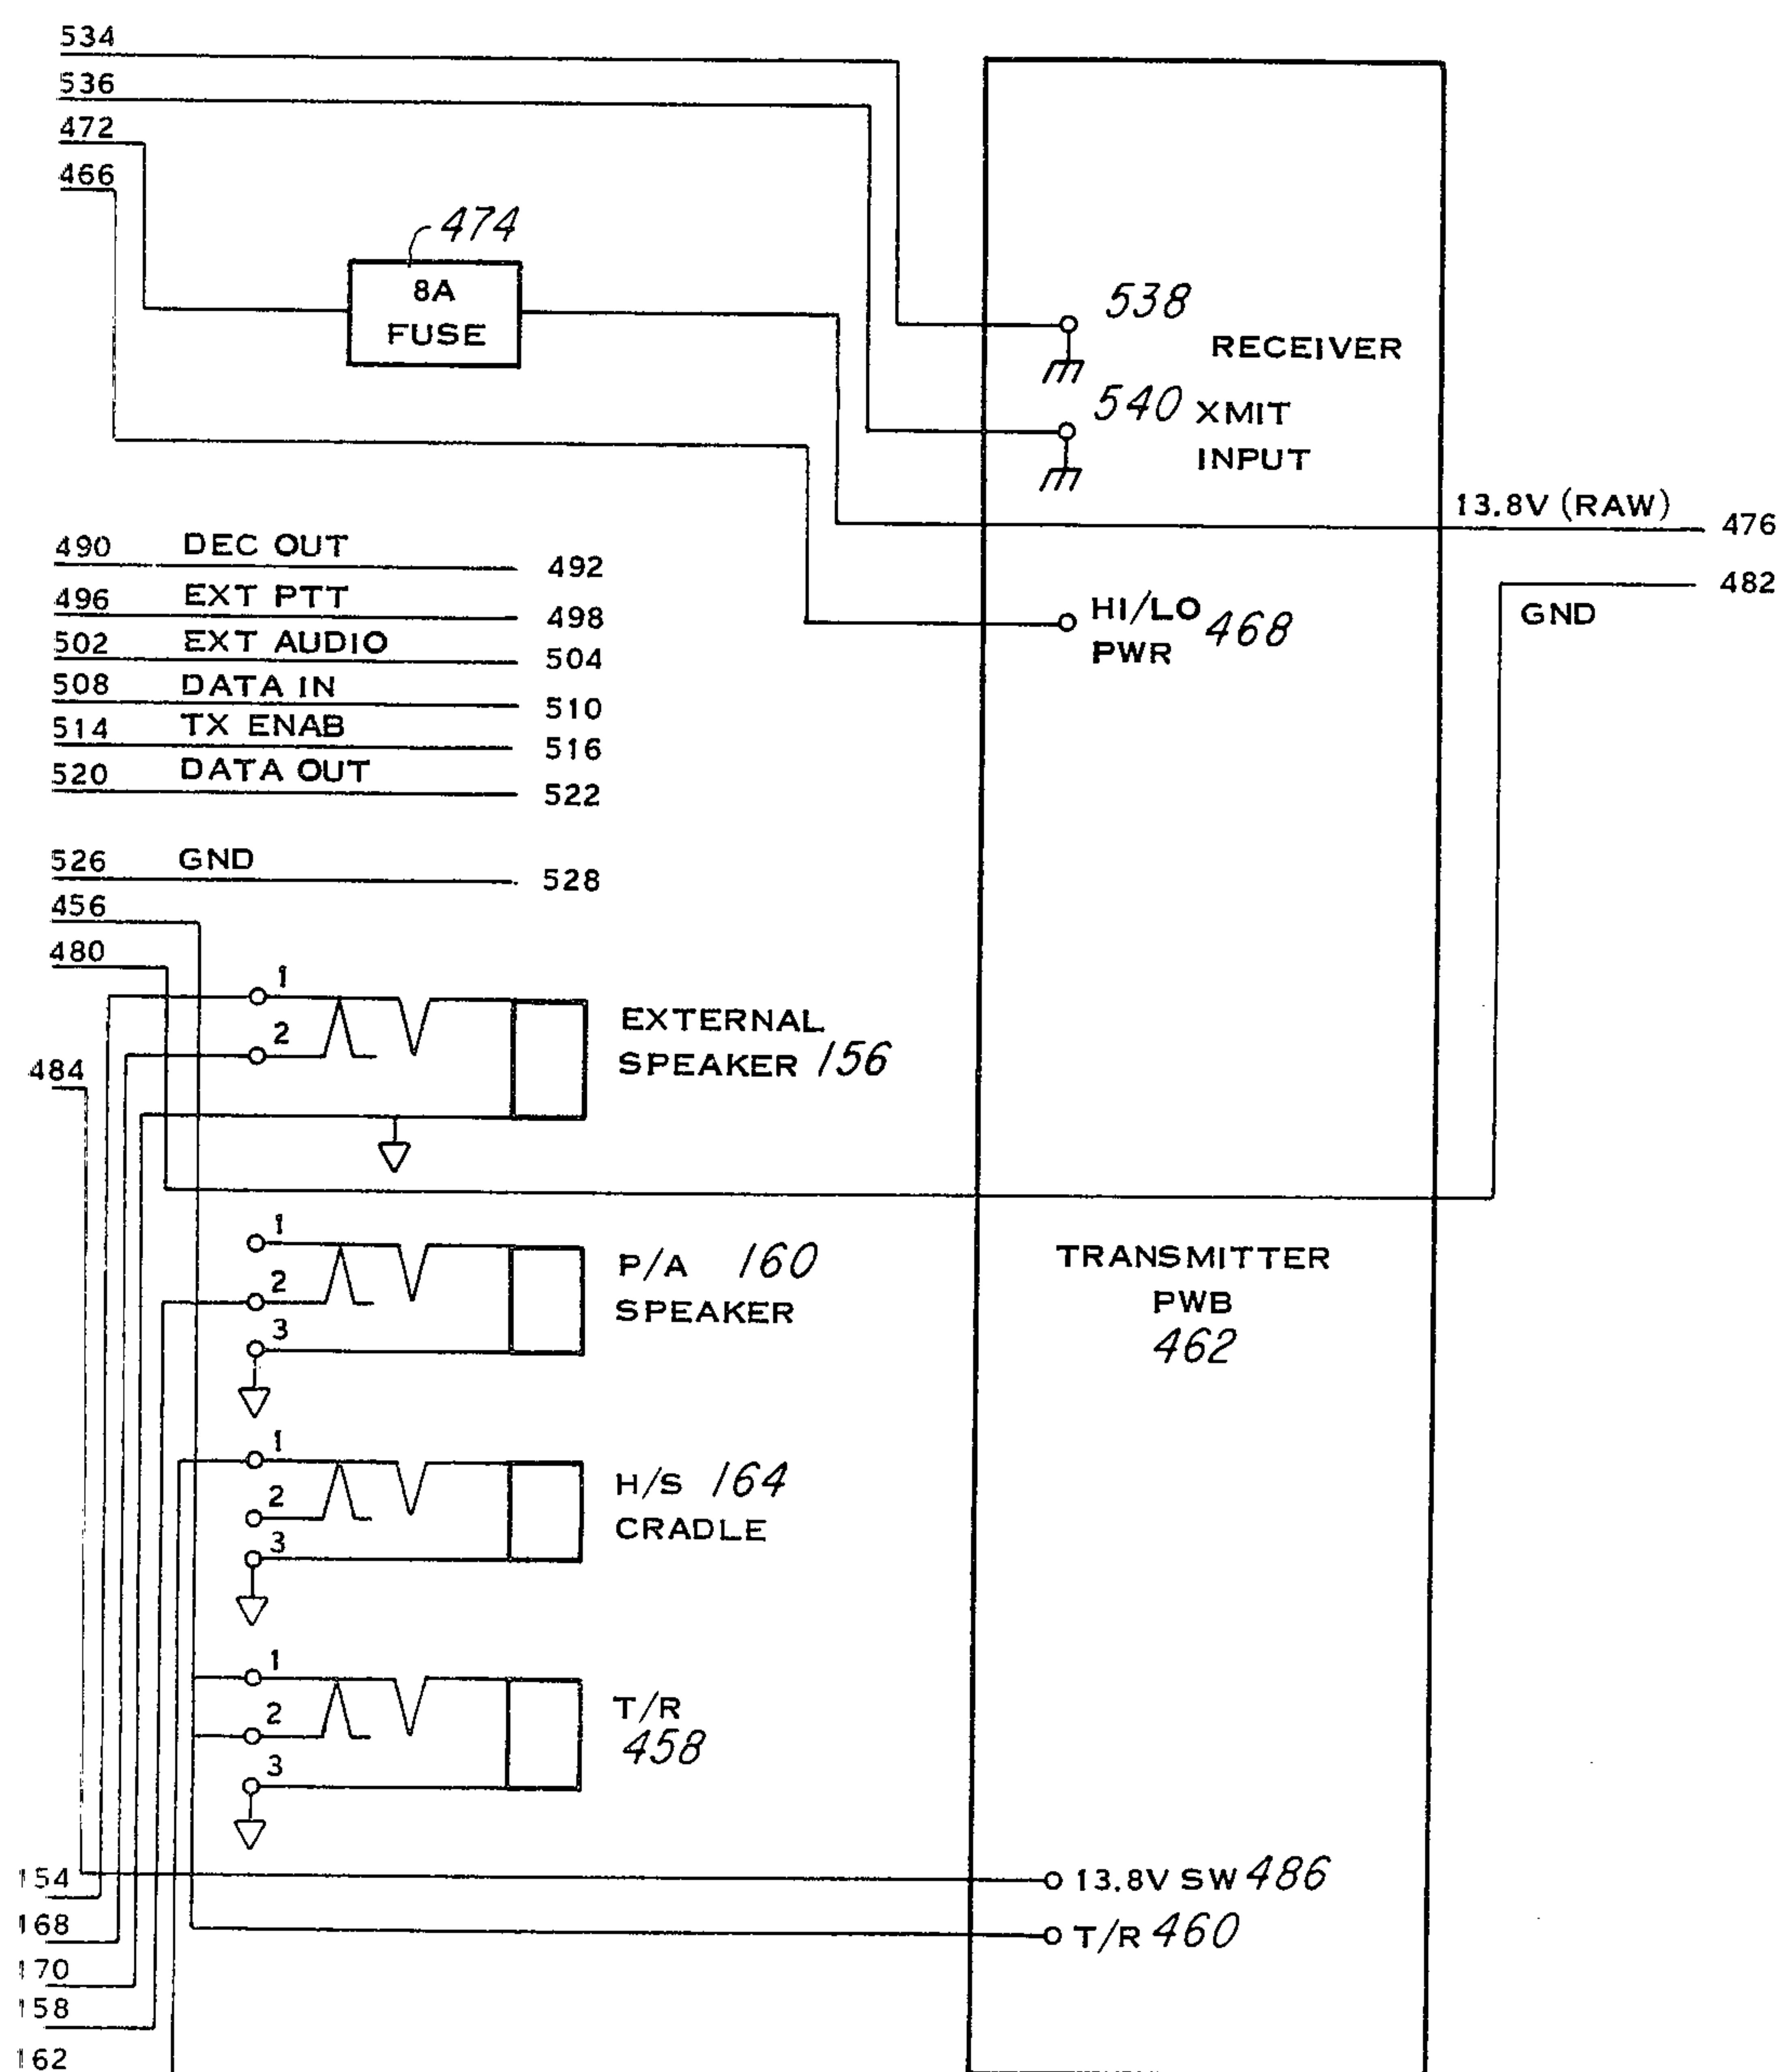 534
536
472
466
474
8A
FUSE
538
RECEIVER
540 XMIT
INPUT
13.8V (RAW) 476
482
GND
HI/LO 468
PWR
490 DEC OUT 492
496 EXT PTT 498
502 EXT AUDIO 504
508 DATA IN 510
514 TX ENAB 516
520 DATA OUT 522
526 GND 528
456
480
484
1
2
EXTERNAL
SPEAKER 156
1
2
3
P/A 160
SPEAKER
TRANSMITTER
PWB
462
1
2
3
H/S 164
CRADLE
1
2
3
T/R
458
13.8V SW 486
T/R 460
154
168
170
158
162